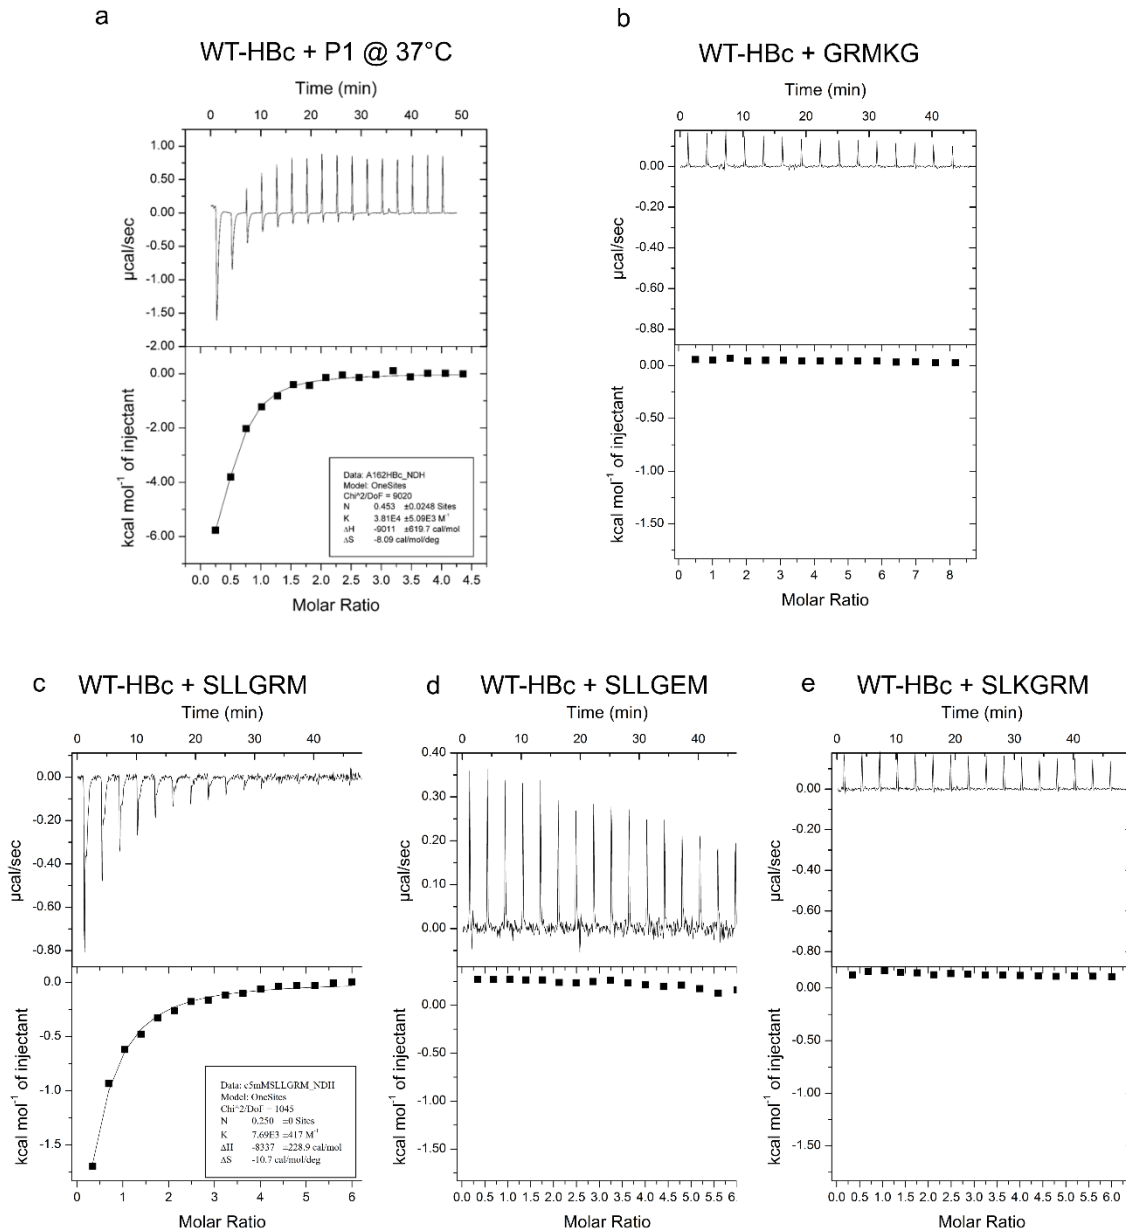 a
WT-HBc + P1 @ 37°C
Time (min)
0 10 20 30 40 50
1.00
0.50
0.00
-0.50
-1.00
-1.50
-2.00
µcal/sec
0.00
-2.00
-4.00
-6.00
kcal mol⁻¹ of injectant
Data: A162HBc_NDH
Model: OneSites
Chi^2/DoF = 9020
N 0.453 ±0.0248 Sites
K 3.81E4 ±5.09E3 M⁻¹
ΔH -9011 ±619.7 cal/mol
ΔS -8.09 cal/mol/deg
0.0 0.5 1.0 1.5 2.0 2.5 3.0 3.5 4.0 4.5
Molar Ratio
b
WT-HBc + GRMKG
Time (min)
0 10 20 30 40
0.00
-0.20
-0.40
-0.60
-0.80
µcal/sec
0.00
-0.50
-1.00
-1.50
kcal mol⁻¹ of injectant
0 1 2 3 4 5 6 7 8
Molar Ratio
c WT-HBc + SLLGRM
Time (min)
0 10 20 30 40
0.00
-0.20
-0.40
-0.60
-0.80
µcal/sec
0.0
-0.5
-1.0
-1.5
kcal mol⁻¹ of injectant
Data: c5mMSLLGRM_NDH
Model: OneSites
Chi^2/DoF = 1045
N 0.250 ±0 Sites
K 7.69E3 ±417 M⁻¹
ΔH -8337 ±228.9 cal/mol
ΔS -10.7 cal/mol/deg
0 1 2 3 4 5 6
Molar Ratio
d WT-HBc + SLLGEM
Time (min)
0 10 20 30 40
0.40
0.30
0.20
0.10
0.00
µcal/sec
0.00
-0.50
-1.00
-1.50
kcal mol⁻¹ of injectant
0.0 0.5 1.0 1.5 2.0 2.5 3.0 3.5 4.0 4.5 5.0 5.5 6.0
Molar Ratio
e WT-HBc + SLKGRM
Time (min)
0 10 20 30 40
0.00
-0.20
-0.40
-0.60
-0.80
µcal/sec
0.00
-0.50
-1.00
-1.50
kcal mol⁻¹ of injectant
0.0 0.5 1.0 1.5 2.0 2.5 3.0 3.5 4.0 4.5 5.0 5.5 6.0
Molar Ratio